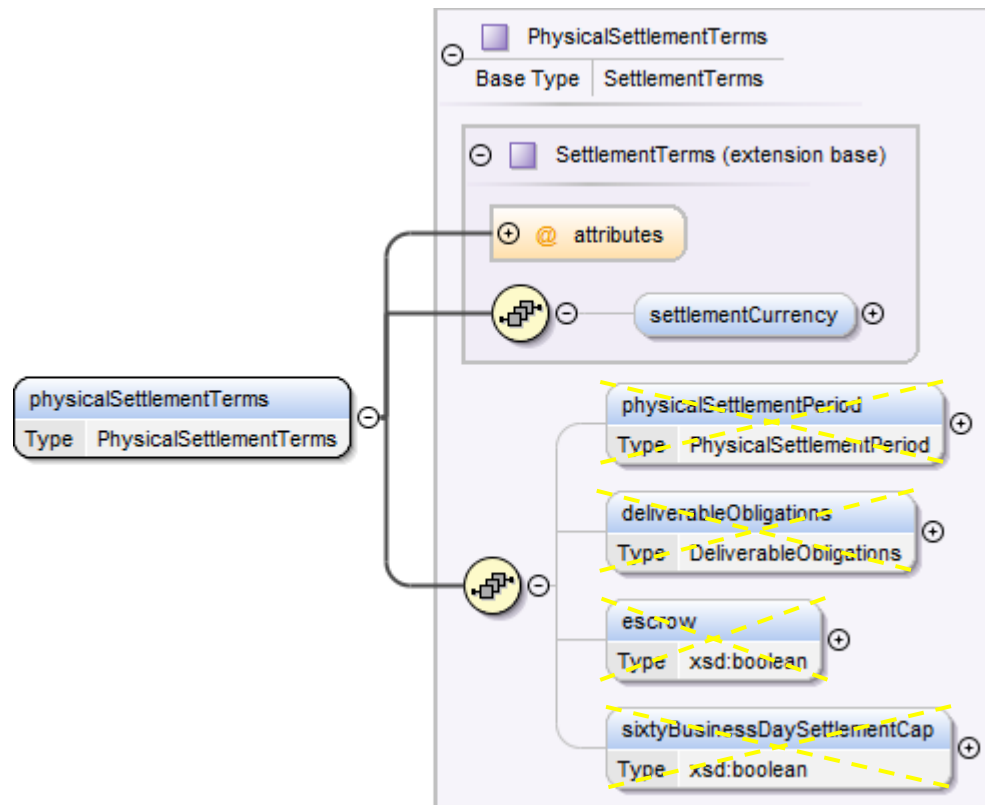 PhysicalSettlementTerms
Base Type SettlementTerms
SettlementTerms (extension base)
@ attributes
settlementCurrency
physicalSettlementTerms
Type PhysicalSettlementTerms
physicalSettlementPeriod
Type PhysicalSettlementPeriod
deliverableObligations
Type DeliverableObligations
escrow
Type xsd:boolean
sixtyBusinessDaySettlementCap
Type xsd:boolean